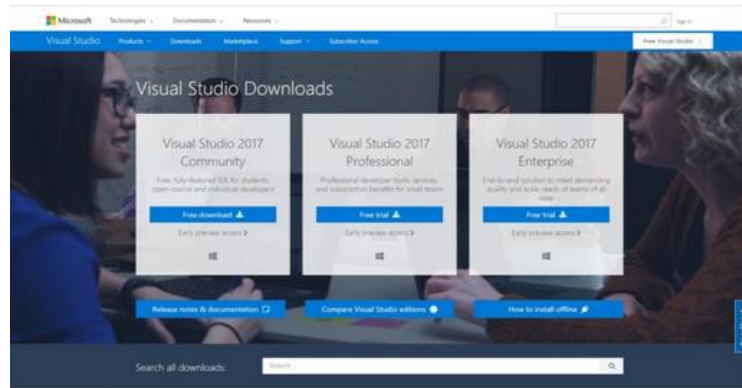 Microsoft Technologies Documentation Resources Sign in
Visual Studio Products Downloads Marketplace Support Subscriber Access Free Visual Studio
Visual Studio Downloads
Visual Studio 2017
Community
Free, fully-featured IDE for students,
open-source and individual developers
Free download
Early preview access
Visual Studio 2017
Professional
Professional developer tools, services,
and subscription benefits for small teams
Free trial
Early preview access
Visual Studio 2017
Enterprise
End-to-end solution to meet demanding
quality and scale needs of teams of all
sizes
Free trial
Early preview access
Release notes & documentation
Compare Visual Studio editions
How to install offline
Search all downloads:
Search